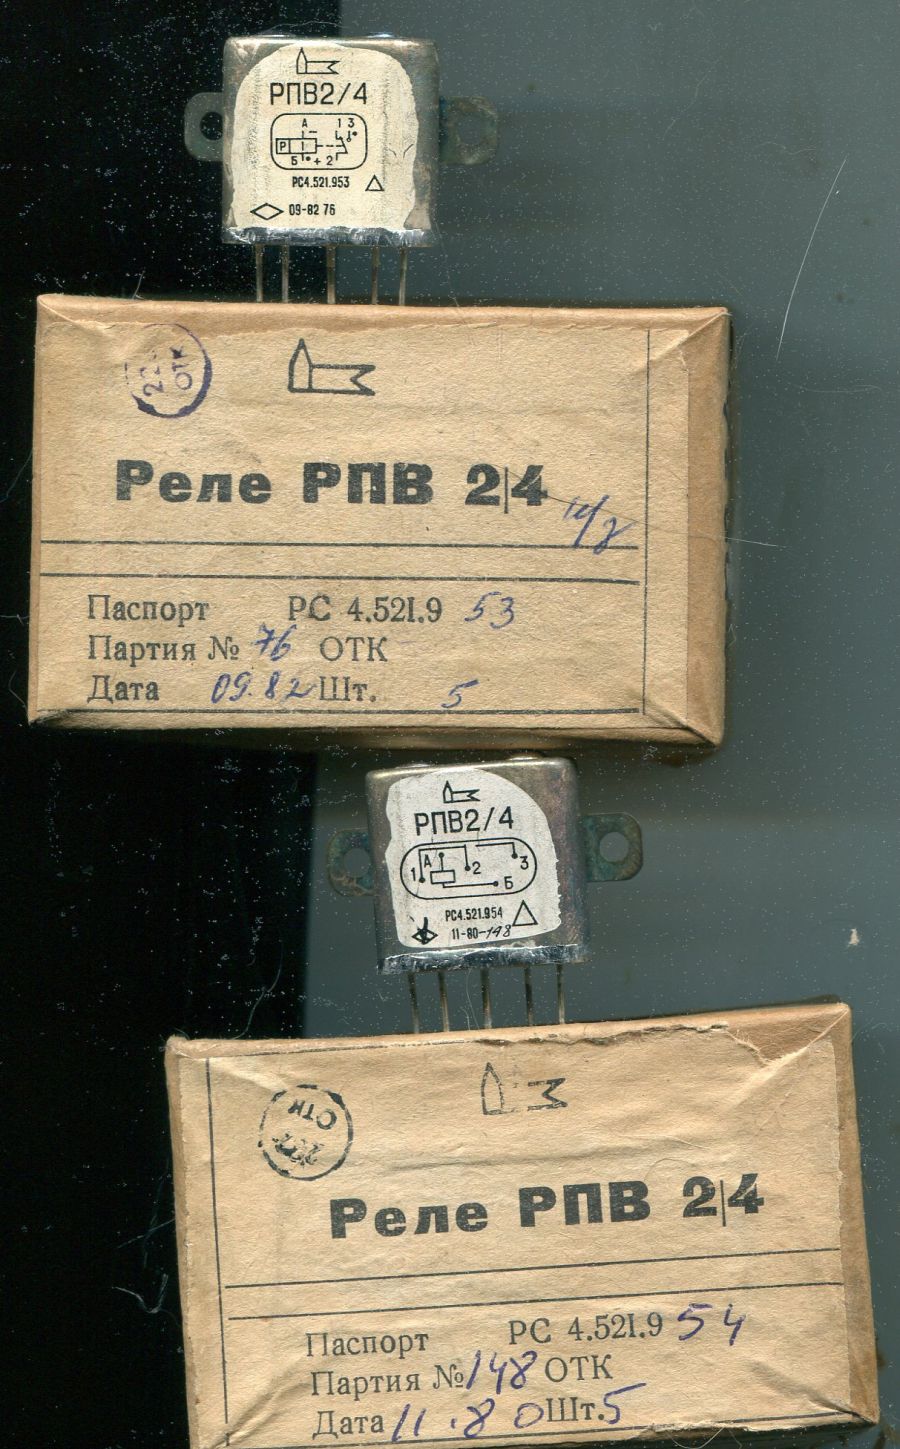 РПВ2/4
А 1 3
Р
Б + 2
РС4.521.953
09-82 76
ОТК
Реле РПВ 2/4
Паспорт РС 4.52I.9 53
Партия № 76 ОТК
Дата 09.82 Шт. 5
РПВ2/4
А
1 2 3
Б
РС4.521.954
11-80-148
ОТК
Реле РПВ 2/4
Паспорт РС 4.52I.9 54
Партия № 148 ОТК
Дата 11.80 Шт. 5